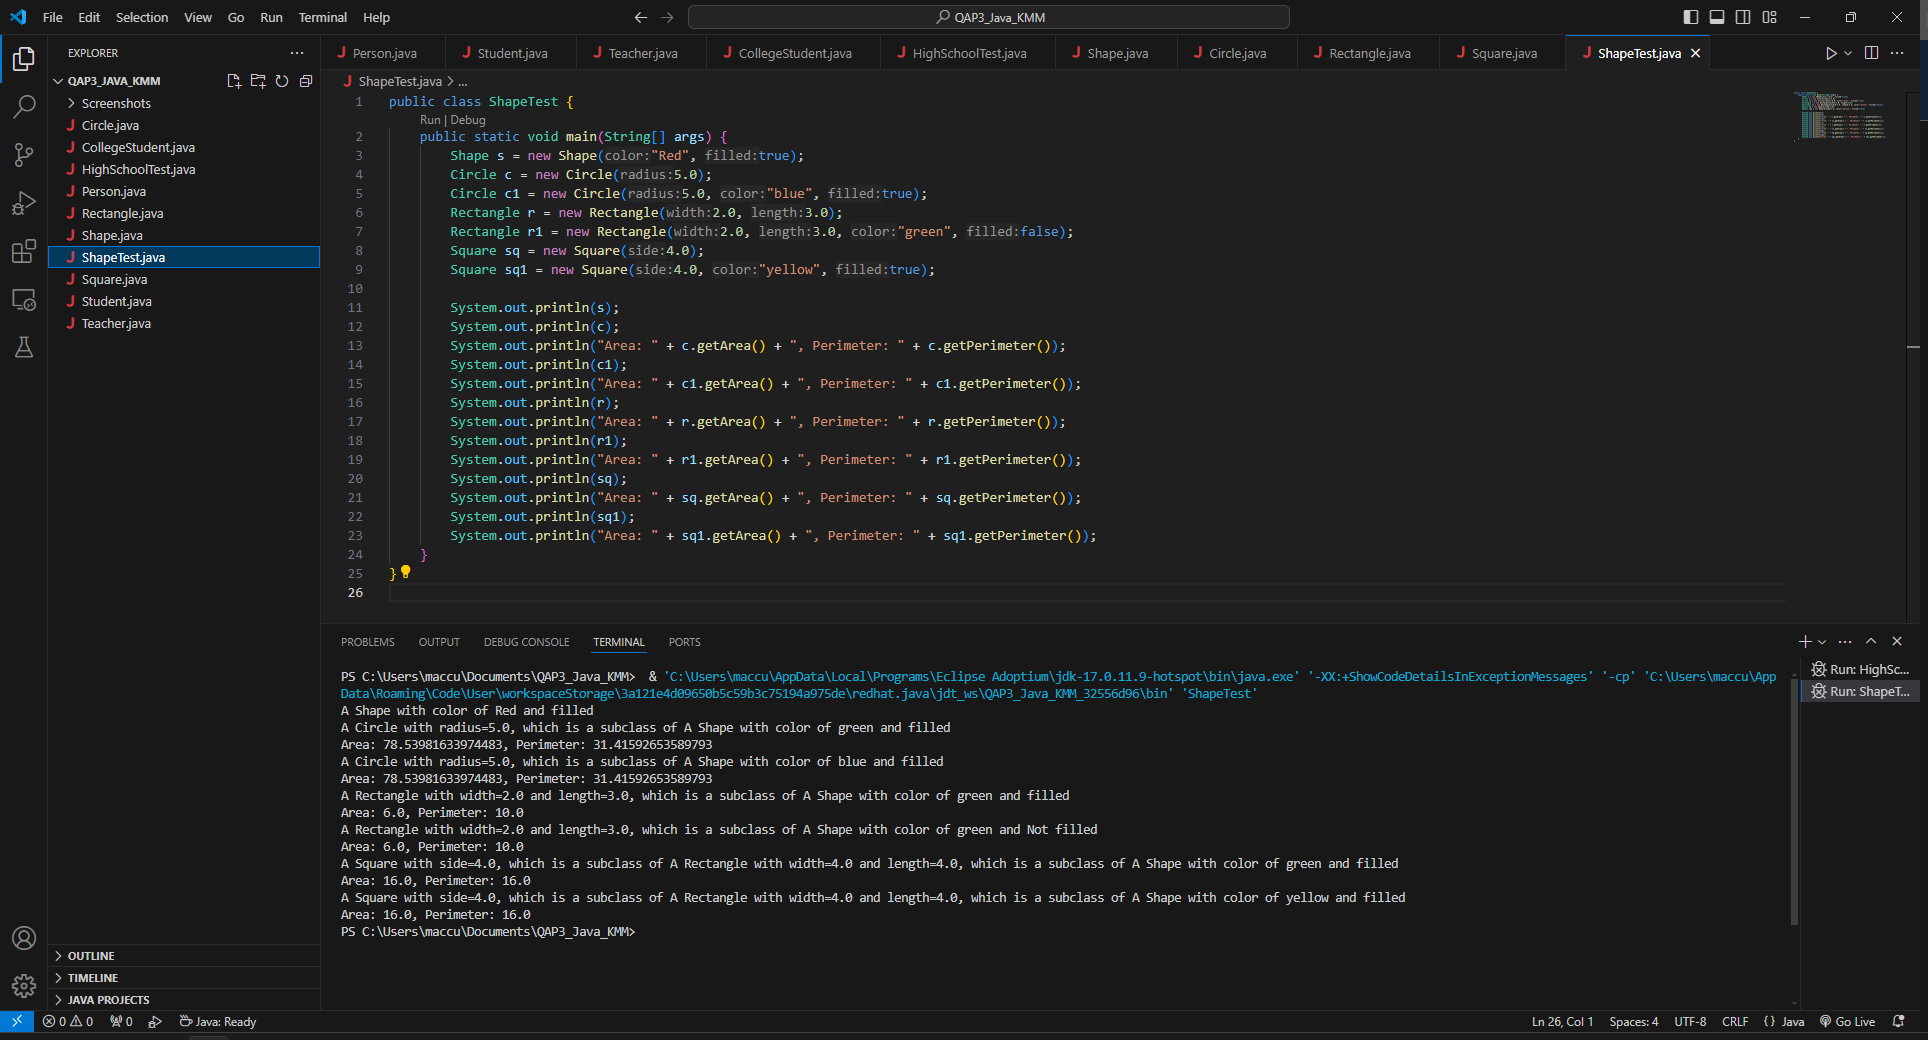 File Edit Selection View Go Run Terminal Help
QAP3_Java_KMM
EXPLORER
QAP3_JAVA_KMM
Screenshots
Circle.java
CollegeStudent.java
HighSchoolTest.java
Person.java
Rectangle.java
Shape.java
ShapeTest.java
Square.java
Student.java
Teacher.java
OUTLINE
TIMELINE
JAVA PROJECTS
Person.java Student.java Teacher.java CollegeStudent.java HighSchoolTest.java Shape.java Circle.java Rectangle.java Square.java ShapeTest.java
ShapeTest.java > ...
1 public class ShapeTest {
Run | Debug
2 public static void main(String[] args) {
3 Shape s = new Shape(color:"Red", filled:true);
4 Circle c = new Circle(radius:5.0);
5 Circle c1 = new Circle(radius:5.0, color:"blue", filled:true);
6 Rectangle r = new Rectangle(width:2.0, length:3.0);
7 Rectangle r1 = new Rectangle(width:2.0, length:3.0, color:"green", filled:false);
8 Square sq = new Square(side:4.0);
9 Square sq1 = new Square(side:4.0, color:"yellow", filled:true);
10
11 System.out.println(s);
12 System.out.println(c);
13 System.out.println("Area: " + c.getArea() + ", Perimeter: " + c.getPerimeter());
14 System.out.println(c1);
15 System.out.println("Area: " + c1.getArea() + ", Perimeter: " + c1.getPerimeter());
16 System.out.println(r);
17 System.out.println("Area: " + r.getArea() + ", Perimeter: " + r.getPerimeter());
18 System.out.println(r1);
19 System.out.println("Area: " + r1.getArea() + ", Perimeter: " + r1.getPerimeter());
20 System.out.println(sq);
21 System.out.println("Area: " + sq.getArea() + ", Perimeter: " + sq.getPerimeter());
22 System.out.println(sq1);
23 System.out.println("Area: " + sq1.getArea() + ", Perimeter: " + sq1.getPerimeter());
24 }
25 }
26
PROBLEMS OUTPUT DEBUG CONSOLE TERMINAL PORTS
PS C:\Users\maccu\Documents\QAP3_Java_KMM> & 'C:\Users\maccu\AppData\Local\Programs\Eclipse Adoptium\jdk-17.0.11.9-hotspot\bin\java.exe' '-XX:+ShowCodeDetailsInExceptionMessages' '-cp' 'C:\Users\maccu\App
Data\Roaming\Code\User\workspaceStorage\3a121e4d09650b5c59b3c75194a975de\redhat.java\jdt_ws\QAP3_Java_KMM_32556d96\bin' 'ShapeTest'
A Shape with color of Red and filled
A Circle with radius=5.0, which is a subclass of A Shape with color of green and filled
Area: 78.53981633974483, Perimeter: 31.41592653589793
A Circle with radius=5.0, which is a subclass of A Shape with color of blue and filled
Area: 78.53981633974483, Perimeter: 31.41592653589793
A Rectangle with width=2.0 and length=3.0, which is a subclass of A Shape with color of green and filled
Area: 6.0, Perimeter: 10.0
A Rectangle with width=2.0 and length=3.0, which is a subclass of A Shape with color of green and Not filled
Area: 6.0, Perimeter: 10.0
A Square with side=4.0, which is a subclass of A Rectangle with width=4.0 and length=4.0, which is a subclass of A Shape with color of green and filled
Area: 16.0, Perimeter: 16.0
A Square with side=4.0, which is a subclass of A Rectangle with width=4.0 and length=4.0, which is a subclass of A Shape with color of yellow and filled
Area: 16.0, Perimeter: 16.0
PS C:\Users\maccu\Documents\QAP3_Java_KMM>
Run: HighSc...
Run: ShapeT...
0 0 0 Java: Ready Ln 26, Col 1 Spaces: 4 UTF-8 CRLF {} Java Go Live